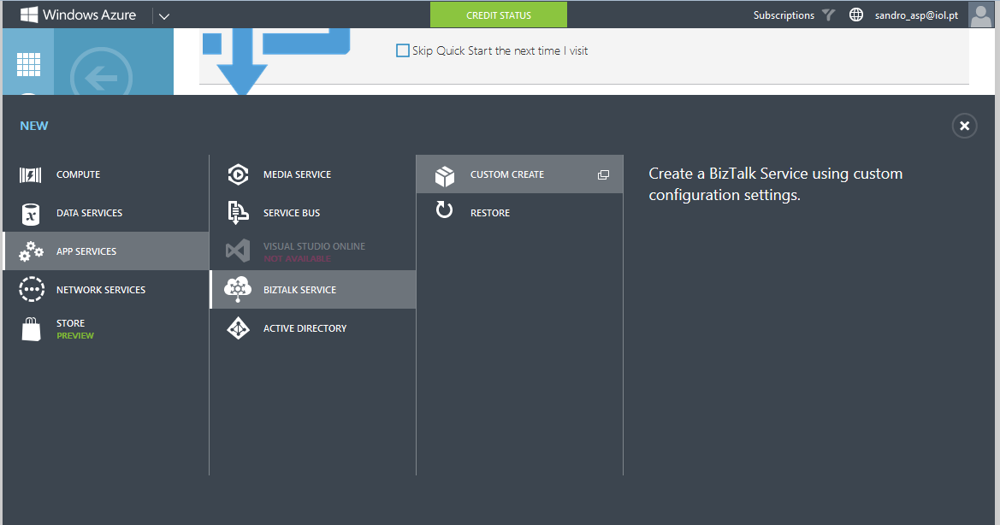 Windows Azure
CREDIT STATUS
Subscriptions
sandro_asp@iol.pt
Skip Quick Start the next time I visit
NEW
COMPUTE
DATA SERVICES
APP SERVICES
NETWORK SERVICES
STORE
PREVIEW
MEDIA SERVICE
SERVICE BUS
VISUAL STUDIO ONLINE
NOT AVAILABLE
BIZTALK SERVICE
ACTIVE DIRECTORY
CUSTOM CREATE
RESTORE
Create a BizTalk Service using custom
configuration settings.